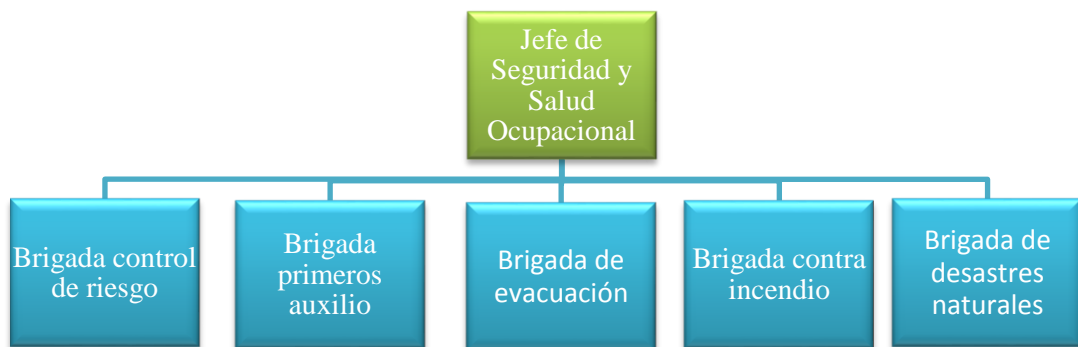 Jefe de
Seguridad y
Salud
Ocupacional
Brigada control
de riesgo
Brigada
primeros
auxilio
Brigada de
evacuación
Brigada contra
incendio
Brigada de
desastres
naturales